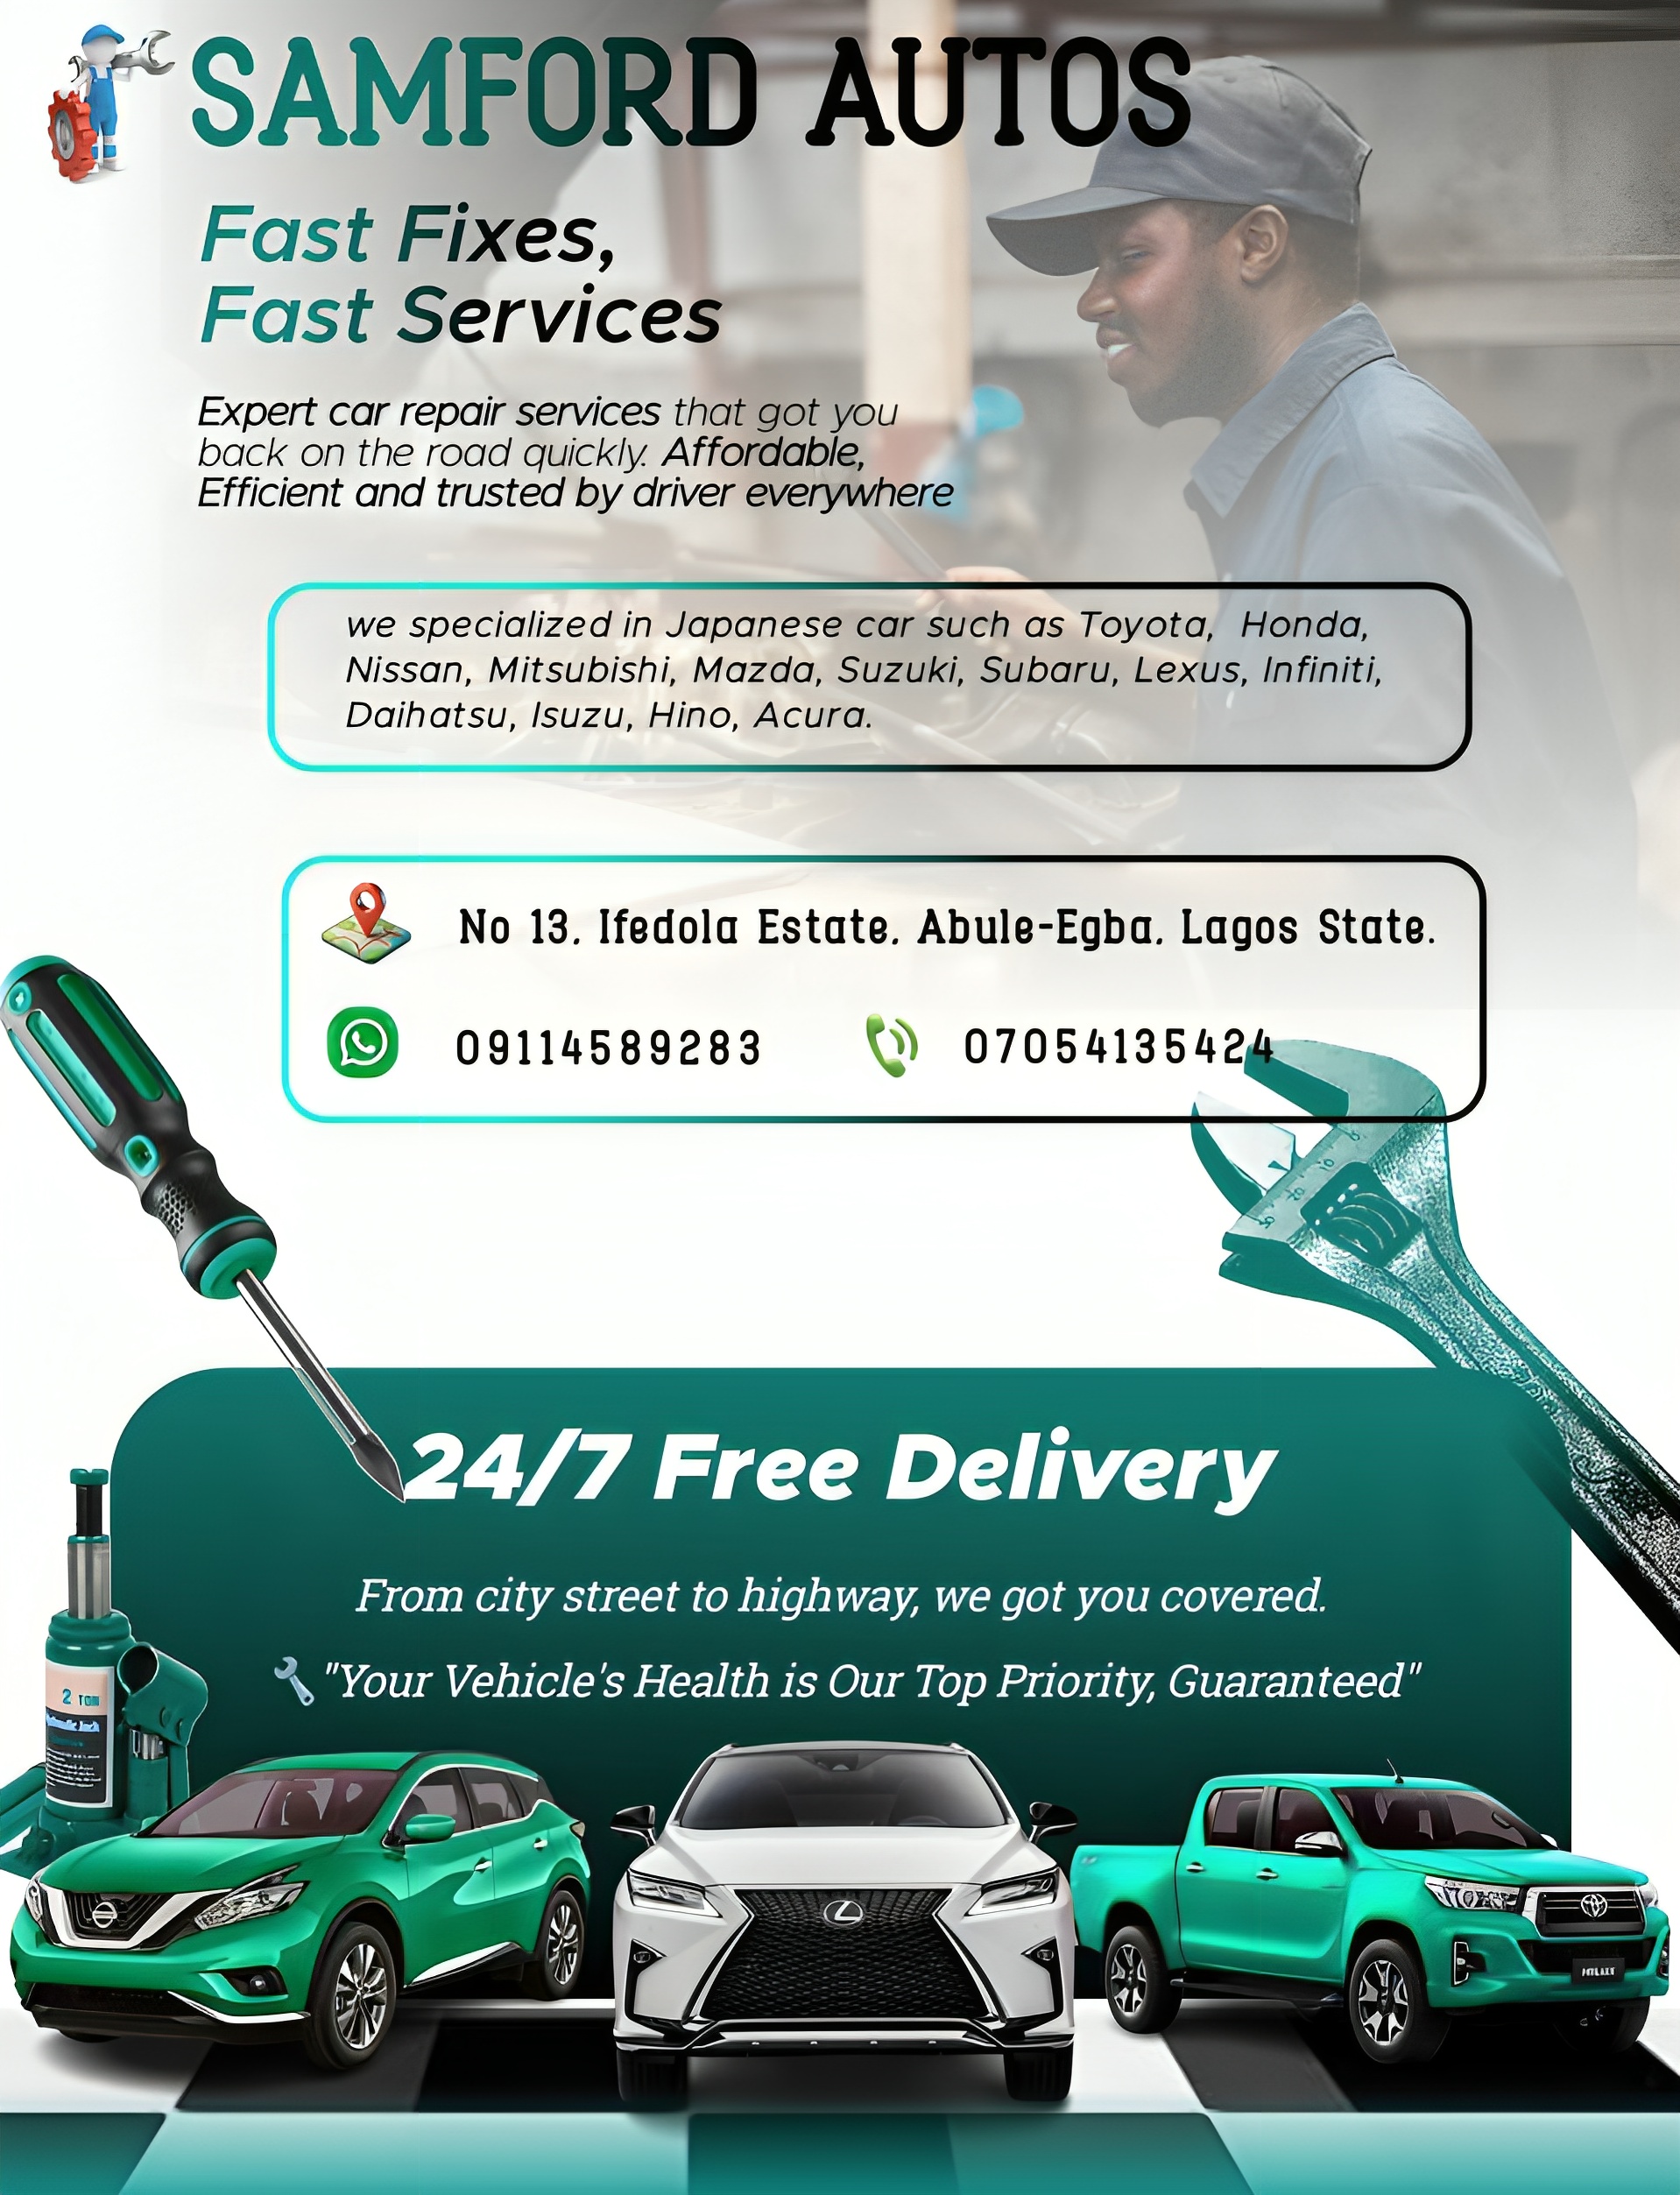 SAMFORD AUTOS
Fast Fixes,
Fast Services
Expert car repair services that got you
back on the road quickly. Affordable,
Efficient and trusted by driver everywhere
we specialized in Japanese car such as Toyota, Honda,
Nissan, Mitsubishi, Mazda, Suzuki, Subaru, Lexus, Infiniti,
Daihatsu, Isuzu, Hino, Acura.
No 13, Ifedola Estate, Abule-Egba, Lagos State.
09114589283 07054135424
24/7 Free Delivery
From city street to highway, we got you covered.
"Your Vehicle's Health is Our Top Priority, Guaranteed"
2 TON